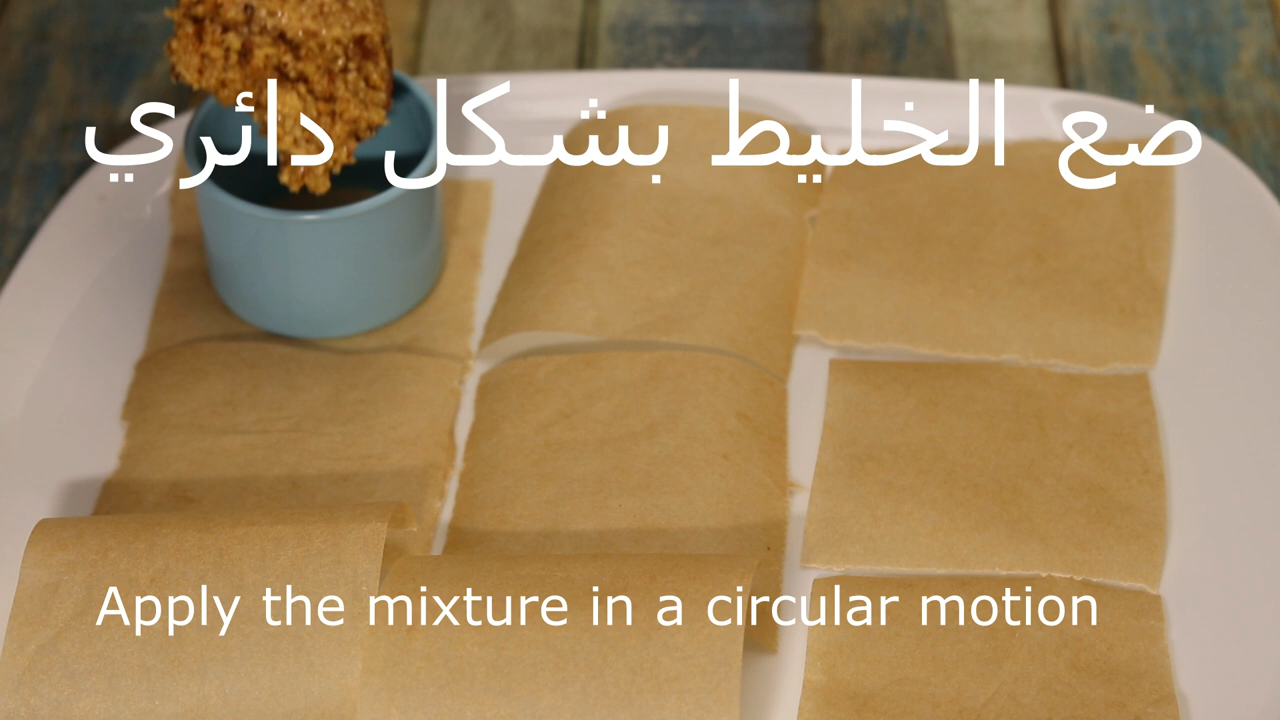 ضع الخليط بشكل دائري
Apply the mixture in a circular motion